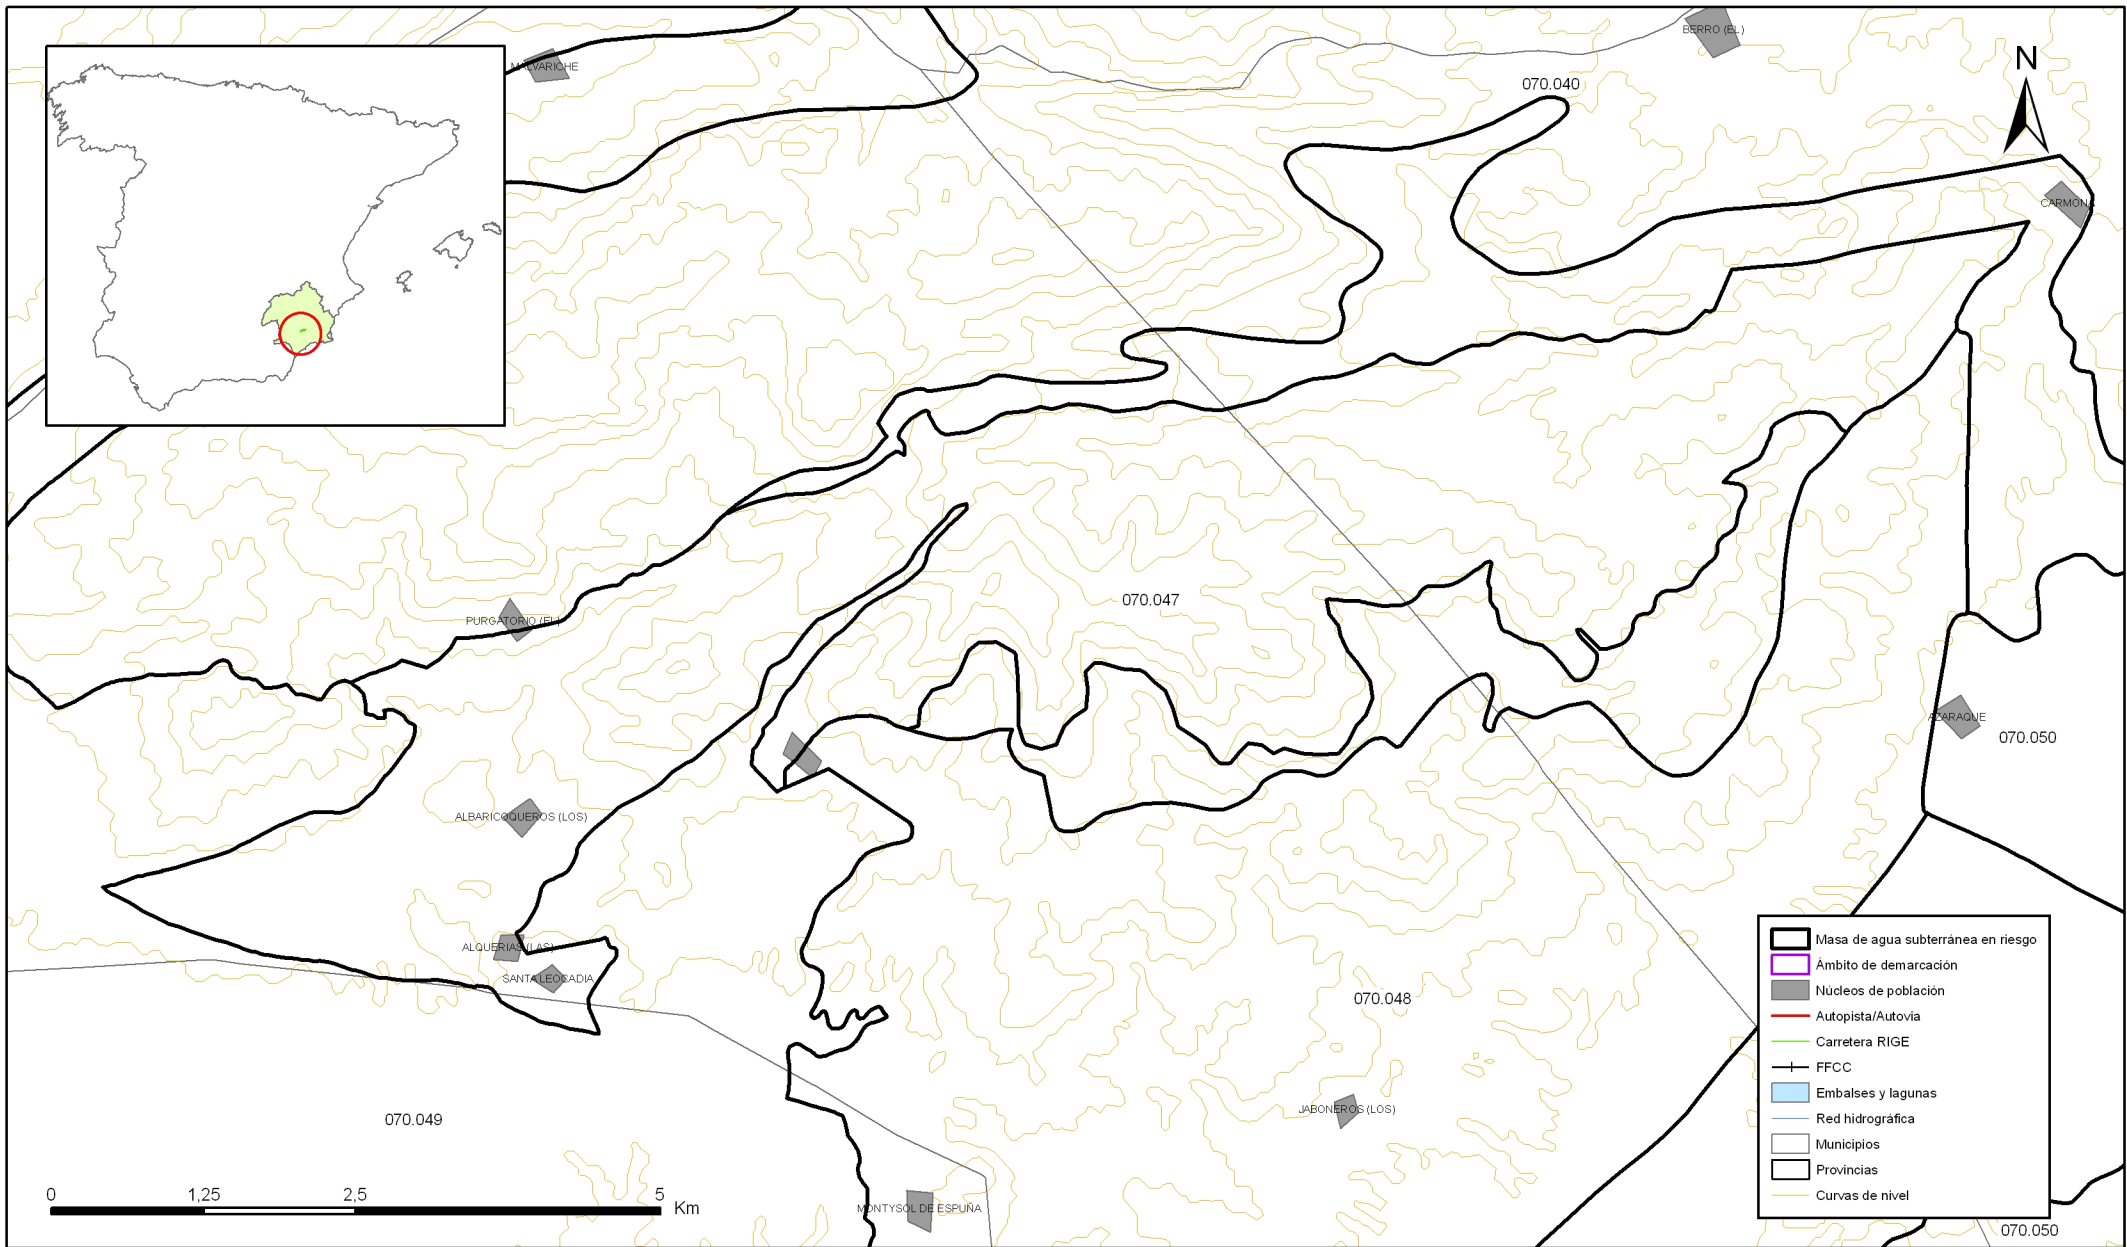 BERRO (EL)
MALVARICHE
N
070.040
CARMONA
070.047
PURGATORIO (EL)
AZARAQUE
070.050
ALBARICOQUEROS (LOS)
ALQUERIAS (LAS)
SANTA LEOCADIA
070.048
070.049
JABONEROS (LOS)
MONTYSOL DE ESPUÑA
070.050
0 1,25 2,5 5 Km
Masa de agua subterránea en riesgo
Ámbito de demarcación
Núcleos de población
Autopista/Autovia
Carretera RIGE
FFCC
Embalses y lagunas
Red hidrográfica
Municipios
Provincias
Curvas de nivel